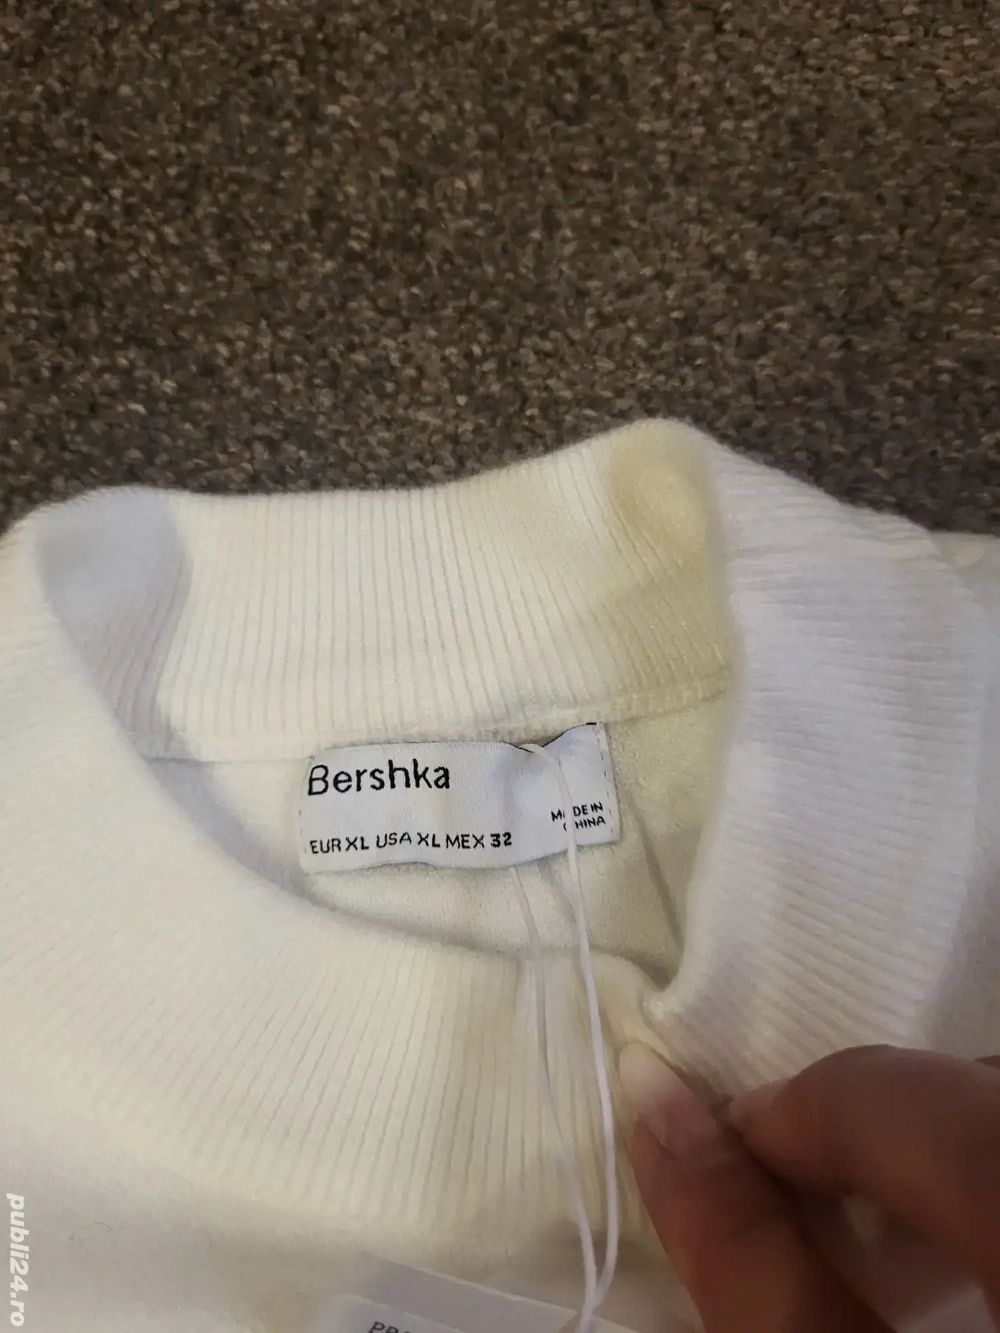 Bershka
MADE IN
CHINA
EUR XL USA XL MEX 32
publi24.ro